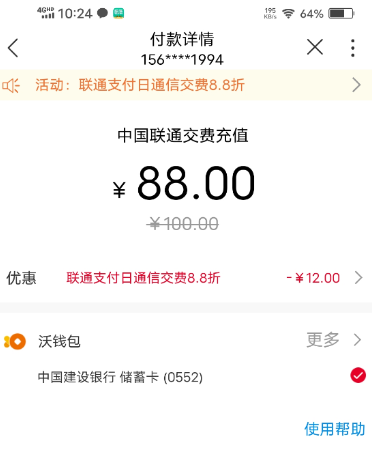 4GHD 10:24 195 KB/s 64%
付款详情
156****1994
活动：联通支付日通信交费8.8折
中国联通交费充值
¥ 88.00
¥100.00
优惠 联通支付日通信交费8.8折 -¥12.00
沃钱包 更多
中国建设银行 储蓄卡 (0552)
使用帮助